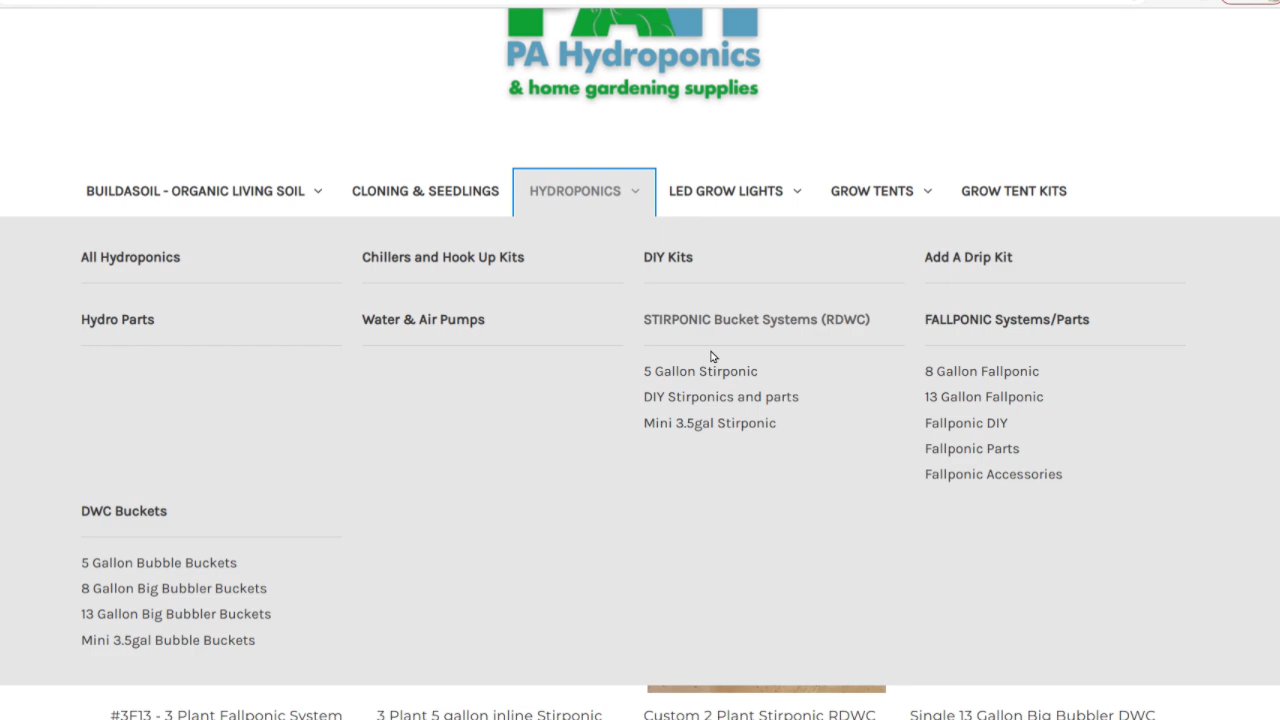 PAH
PA Hydroponics
& home gardening supplies
BUILDASOIL - ORGANIC LIVING SOIL
CLONING & SEEDLINGS
HYDROPONICS
LED GROW LIGHTS
GROW TENTS
GROW TENT KITS
All Hydroponics
Chillers and Hook Up Kits
DIY Kits
Add A Drip Kit
Hydro Parts
Water & Air Pumps
STIRPONIC Bucket Systems (RDWC)
5 Gallon Stirponic
DIY Stirponics and parts
Mini 3.5gal Stirponic
FALLPONIC Systems/Parts
8 Gallon Fallponic
13 Gallon Fallponic
Fallponic DIY
Fallponic Parts
Fallponic Accessories
DWC Buckets
5 Gallon Bubble Buckets
8 Gallon Big Bubbler Buckets
13 Gallon Big Bubbler Buckets
Mini 3.5gal Bubble Buckets
#3F13 - 3 Plant Fallponic System
3 Plant 5 gallon inline Stirponic
Custom 2 Plant Stirponic RDWC
Single 13 Gallon Big Bubbler DWC